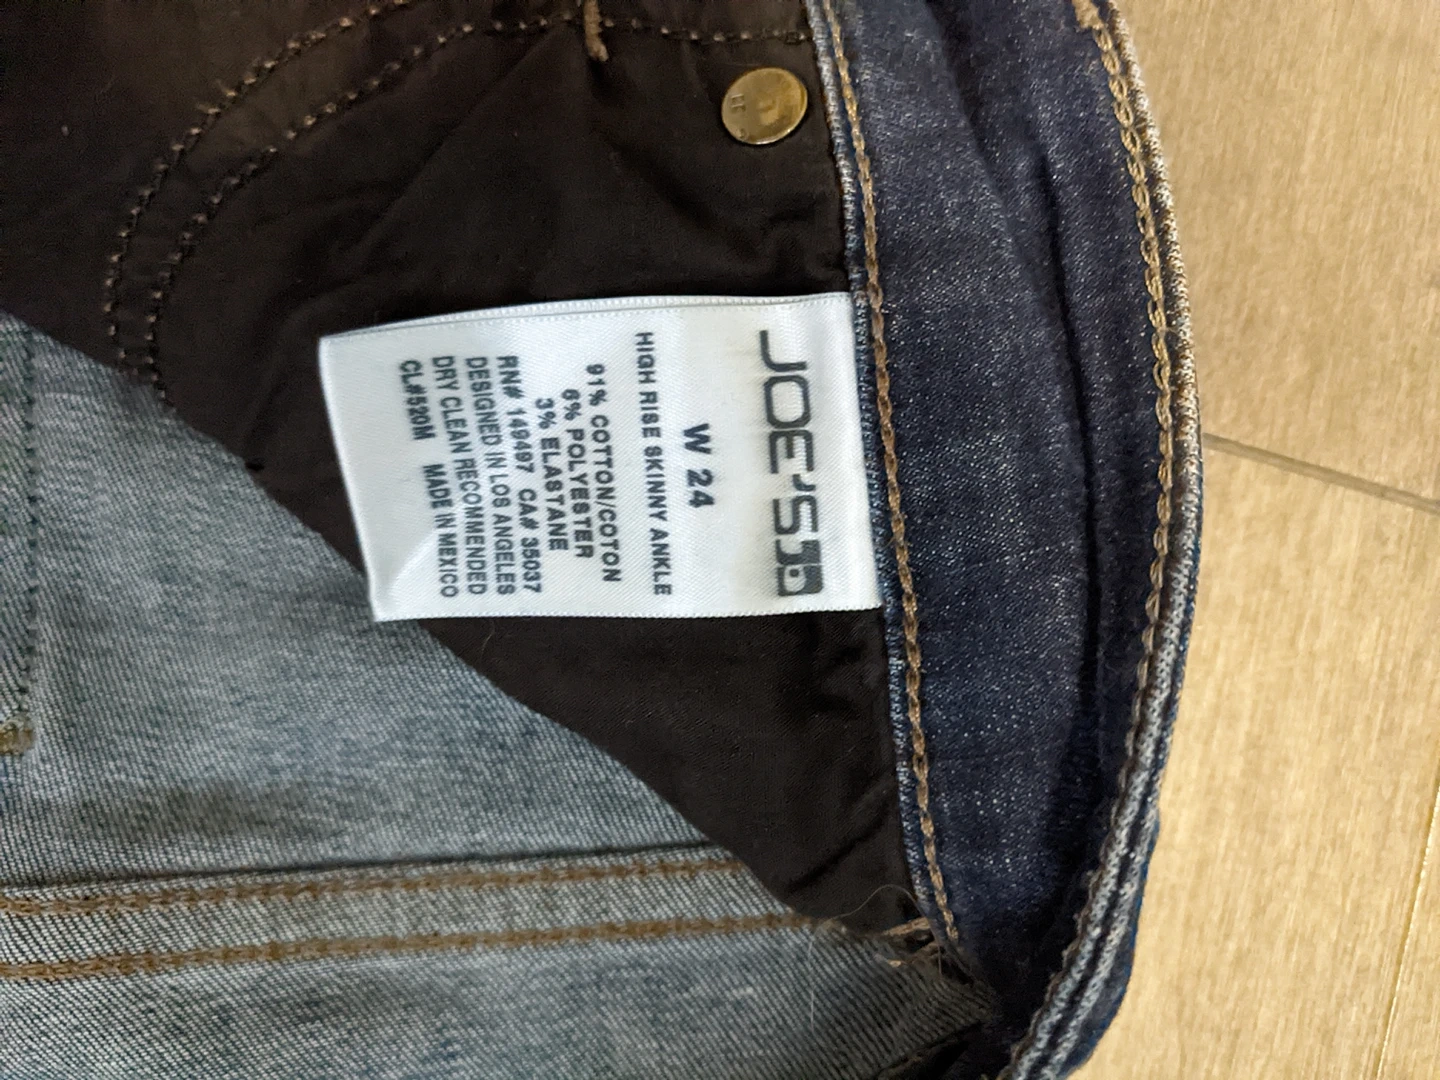 JOE'S
W 24
HIGH RISE SKINNY ANKLE
91% COTTON/COTON
6% POLYESTER
3% ELASTANE
RN# 149497 CA# 35037
DESIGNED IN LOS ANGELES
DRY CLEAN RECOMMENDED
CL#520M MADE IN MEXICO